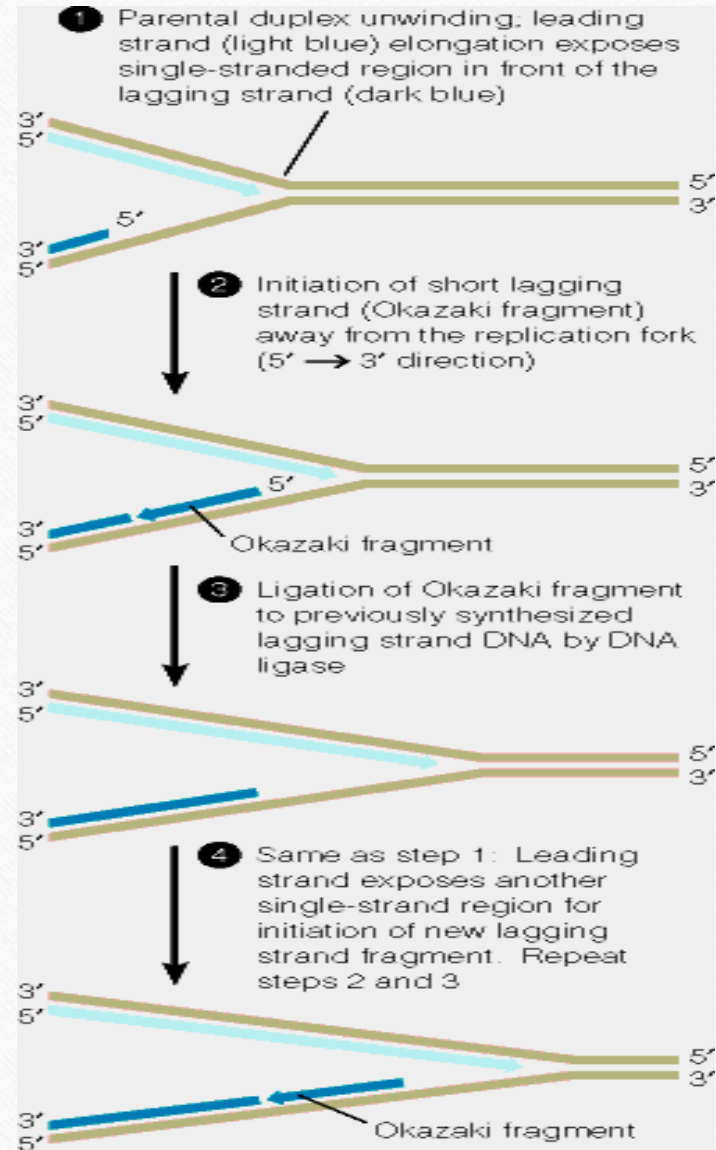 1 Parental duplex unwinding; leading
strand (light blue) elongation exposes
single-stranded region in front of the
lagging strand (dark blue)
3′
5′
5′
3′
5′
3′
5′
2 Initiation of short lagging
strand (Okazaki fragment)
away from the replication fork
(5′ → 3′ direction)
3′
5′
5′
3′
5′
3′
5′
Okazaki fragment
3 Ligation of Okazaki fragment
to previously synthesized
lagging strand DNA by DNA
ligase
3′
5′
5′
3′
3′
5′
4 Same as step 1: Leading
strand exposes another
single-strand region for
initiation of new lagging
strand fragment. Repeat
steps 2 and 3
3′
5′
5′
3′
3′
5′
Okazaki fragment